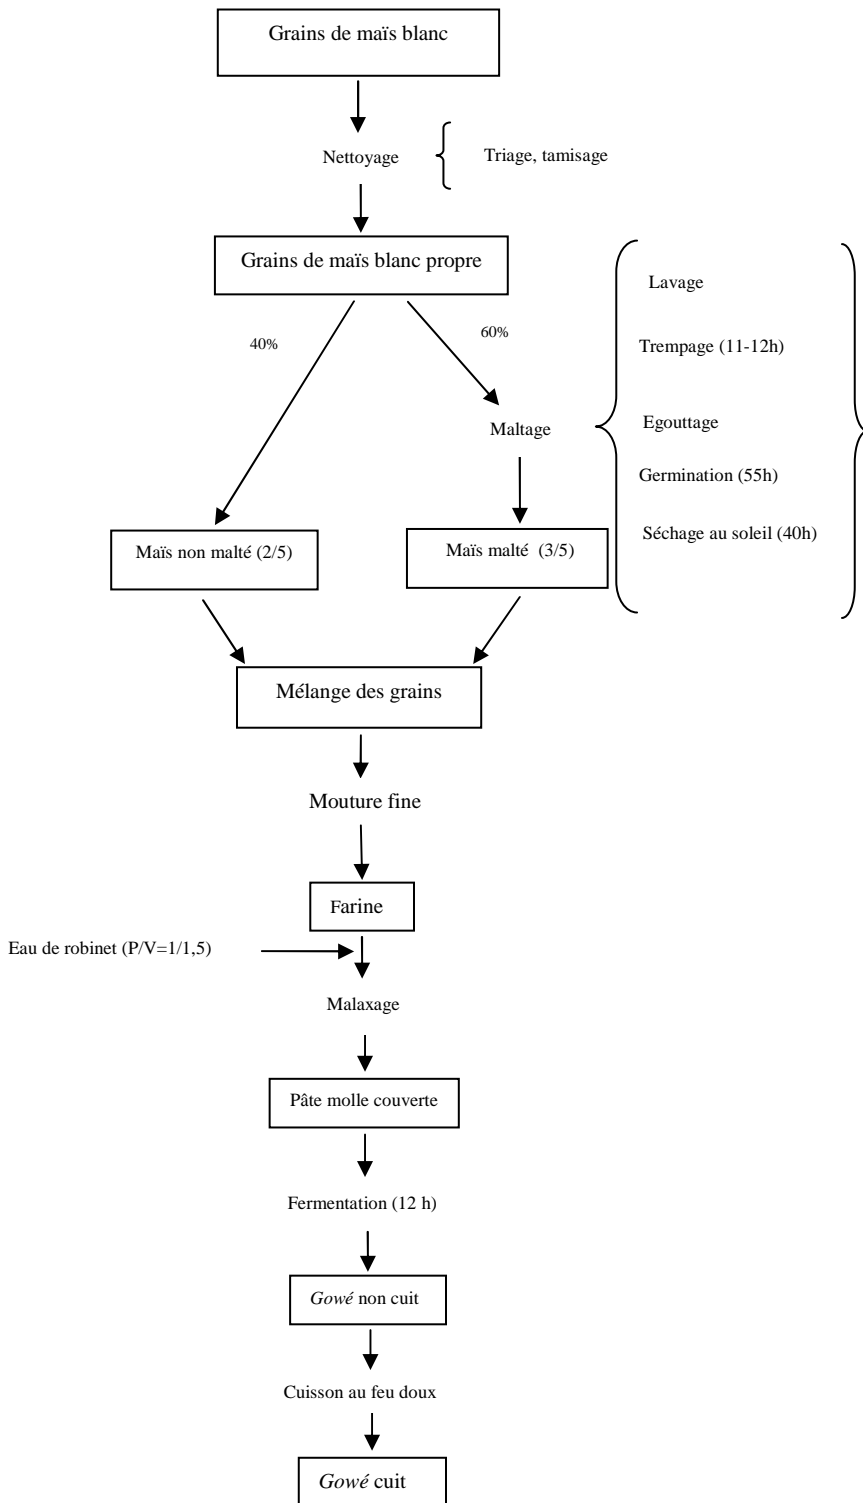 Grains de maïs blanc
Nettoyage
Triage, tamisage
Grains de maïs blanc propre
40%
60%
Maltage
Lavage
Trempage (11-12h)
Egouttage
Germination (55h)
Séchage au soleil (40h)
Maïs non malté (2/5)
Maïs malté (3/5)
Mélange des grains
Mouture fine
Farine
Eau de robinet (P/V=1/1,5)
Malaxage
Pâte molle couverte
Fermentation (12 h)
Gowé non cuit
Cuisson au feu doux
Gowé cuit